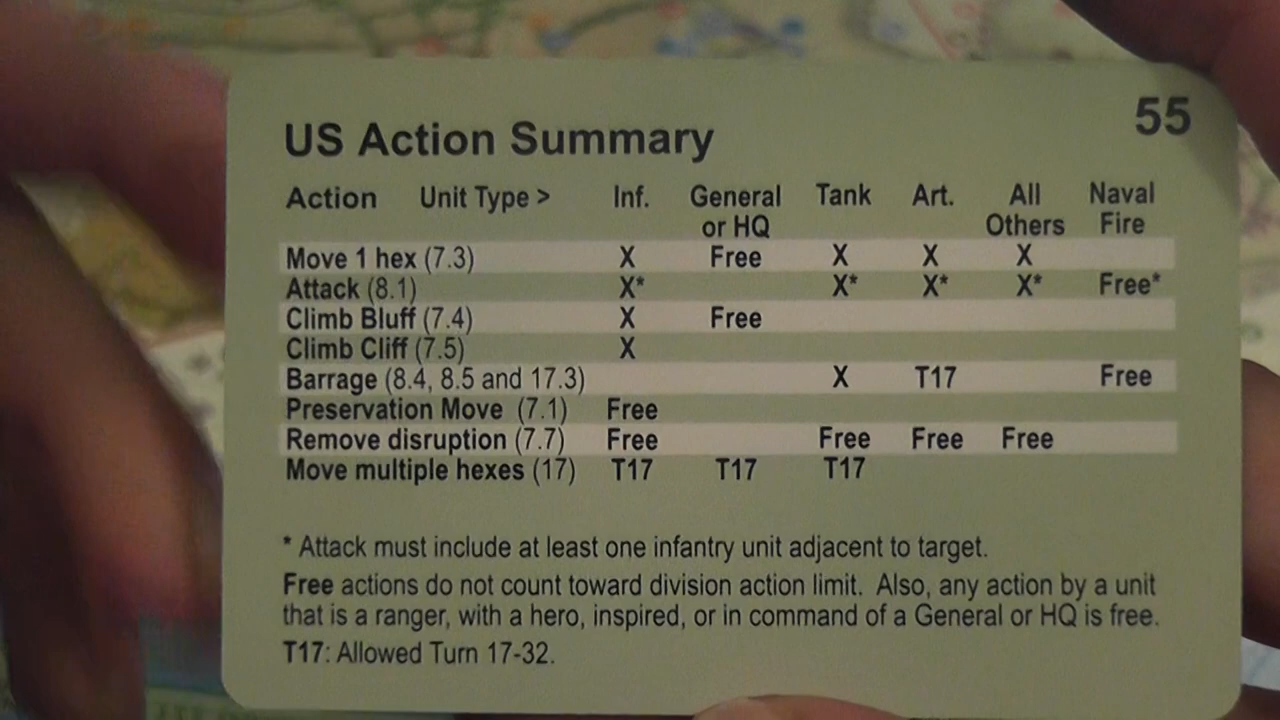 55
US Action Summary
Action Unit Type > Inf. General or HQ Tank Art. All Others Naval Fire
Move 1 hex (7.3) X Free X X X
Attack (8.1) X* X* X* X* Free*
Climb Bluff (7.4) X Free
Climb Cliff (7.5) X
Barrage (8.4, 8.5 and 17.3) X T17 Free
Preservation Move (7.1) Free
Remove disruption (7.7) Free Free Free Free
Move multiple hexes (17) T17 T17 T17
* Attack must include at least one infantry unit adjacent to target.
Free actions do not count toward division action limit. Also, any action by a unit
that is a ranger, with a hero, inspired, or in command of a General or HQ is free.
T17: Allowed Turn 17-32.